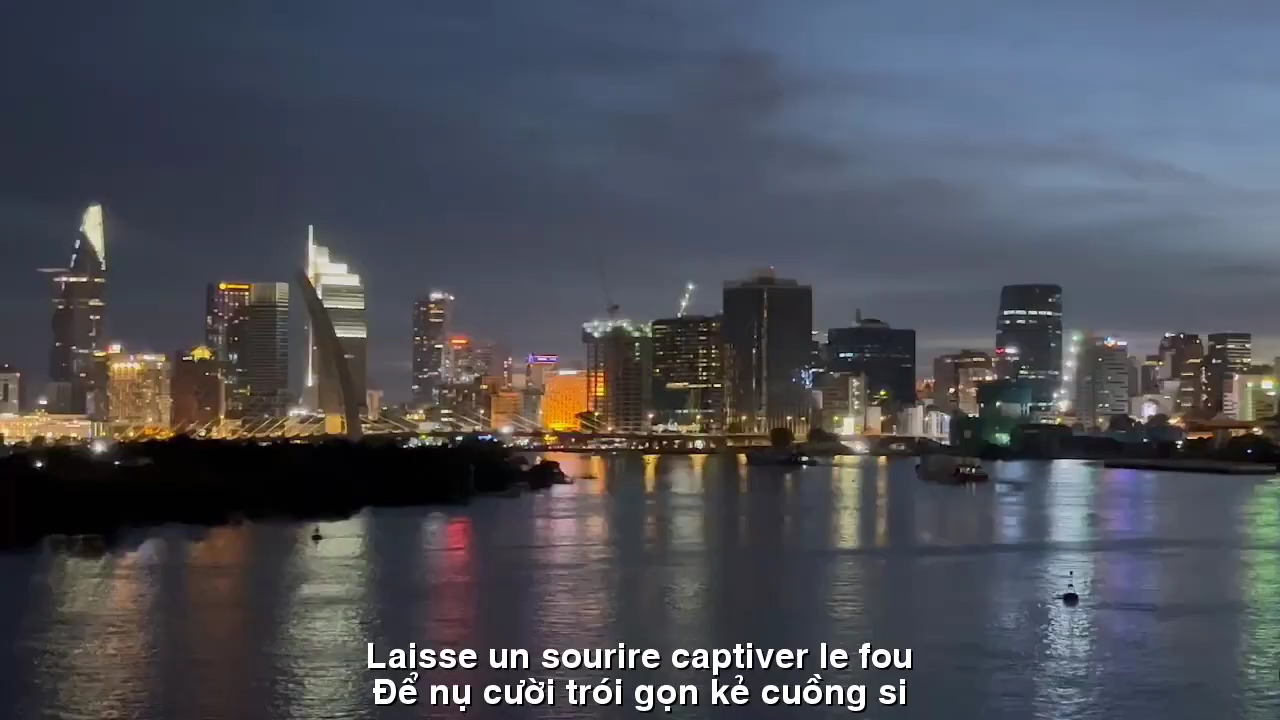 Laisse un sourire captiver le fou
Để nụ cười trói gọn kẻ cuồng si